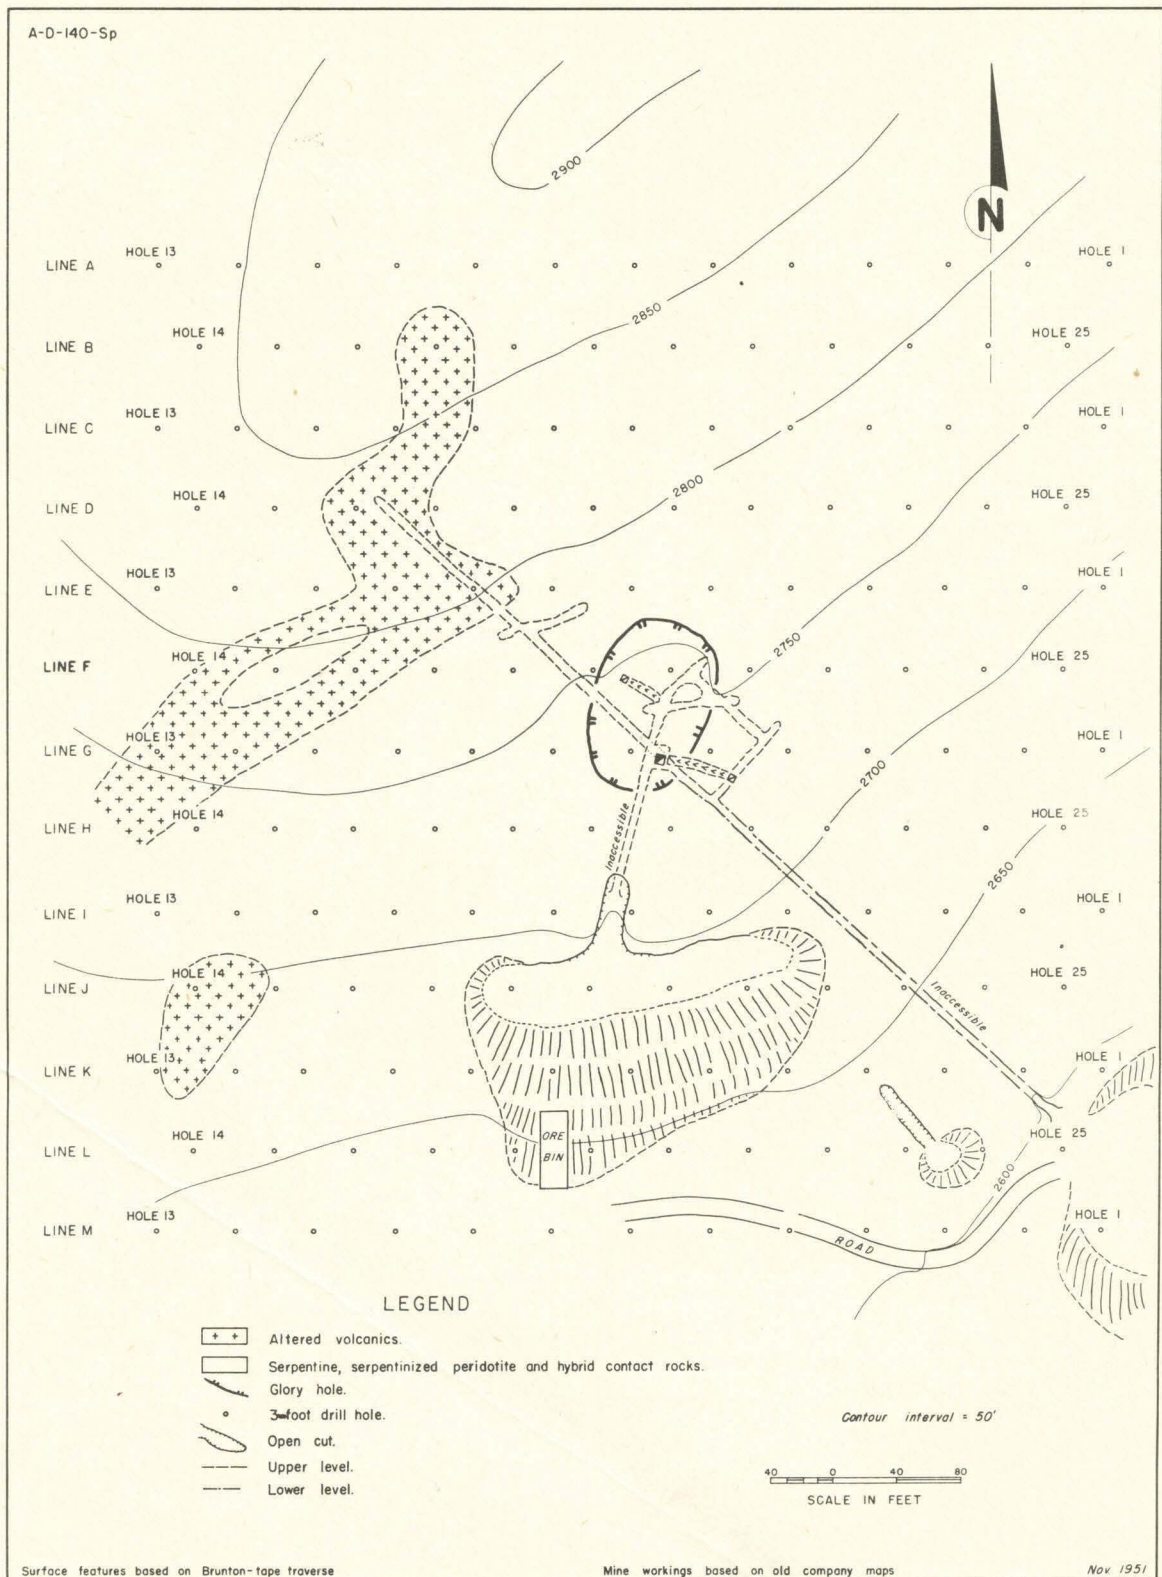 A-D-140-Sp
2900
N
HOLE 13
HOLE 1
LINE A
2850
HOLE 14
HOLE 25
LINE B
HOLE 13
HOLE 1
LINE C
2800
HOLE 14
HOLE 25
LINE D
HOLE 13
HOLE 1
LINE E
2750
HOLE 14
HOLE 25
LINE F
HOLE 13
HOLE 1
LINE G
2700
HOLE 14
HOLE 25
LINE H
Inaccessible
2650
HOLE 13
HOLE 1
LINE I
HOLE 14
HOLE 25
LINE J
Inaccessible
HOLE 13
HOLE 1
LINE K
HOLE 14
ORE
BIN
HOLE 25
LINE L
2600
HOLE 13
HOLE 1
LINE M
ROAD
LEGEND
+ + Altered volcanics.
Serpentine, serpentinized peridotite and hybrid contact rocks.
Glory hole.
3-foot drill hole.
Open cut.
Upper level.
Lower level.
Contour interval = 50'
40 0 40 80
SCALE IN FEET
Surface features based on Brunton-tape traverse
Mine workings based on old company maps
Nov 1951